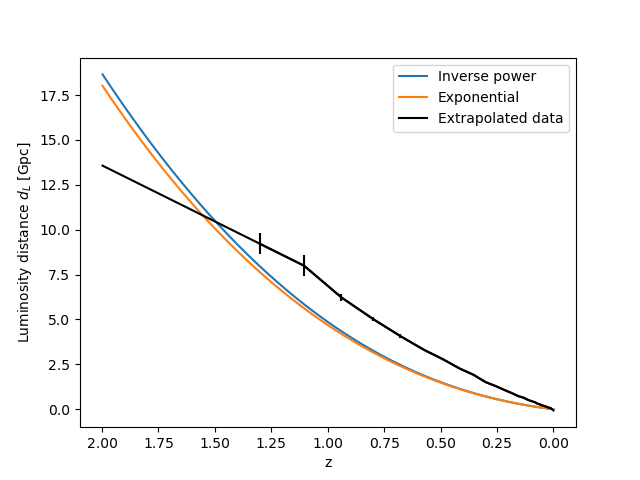 Inverse power
Exponential
Extrapolated data
17.5
15.0
12.5
10.0
7.5
5.0
2.5
0.0
Luminosity distance d_L [Gpc]
2.00 1.75 1.50 1.25 1.00 0.75 0.50 0.25 0.00
z